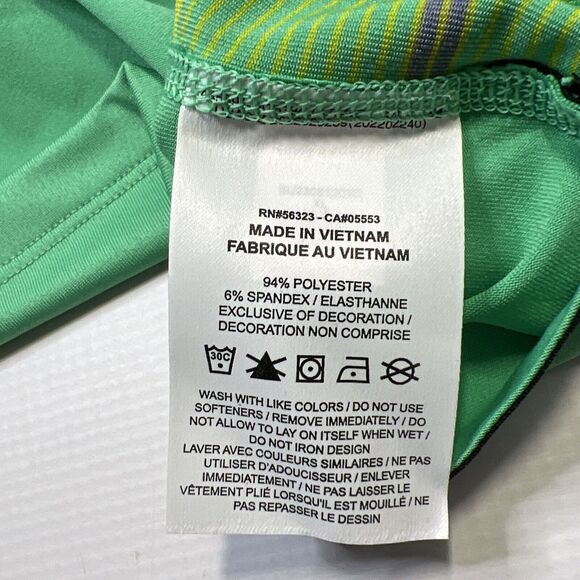 (202202240)
RN#56323 - CA#05553
MADE IN VIETNAM
FABRIQUE AU VIETNAM
94% POLYESTER
6% SPANDEX / ELASTHANNE
EXCLUSIVE OF DECORATION /
DECORATION NON COMPRISE
30C
WASH WITH LIKE COLORS / DO NOT USE
SOFTENERS / REMOVE IMMEDIATELY / DO
NOT ALLOW TO LAY ON ITSELF WHEN WET /
DO NOT IRON DESIGN
LAVER AVEC COULEURS SIMILAIRES / NE PAS
UTILISER D'ADOUCISSEUR / ENLEVER
IMMEDIATEMENT / NE PAS LAISSER LE
VÊTEMENT PLIÉ LORSQU'IL EST MOUILLÉ / NE
PAS REPASSER LE DESSIN